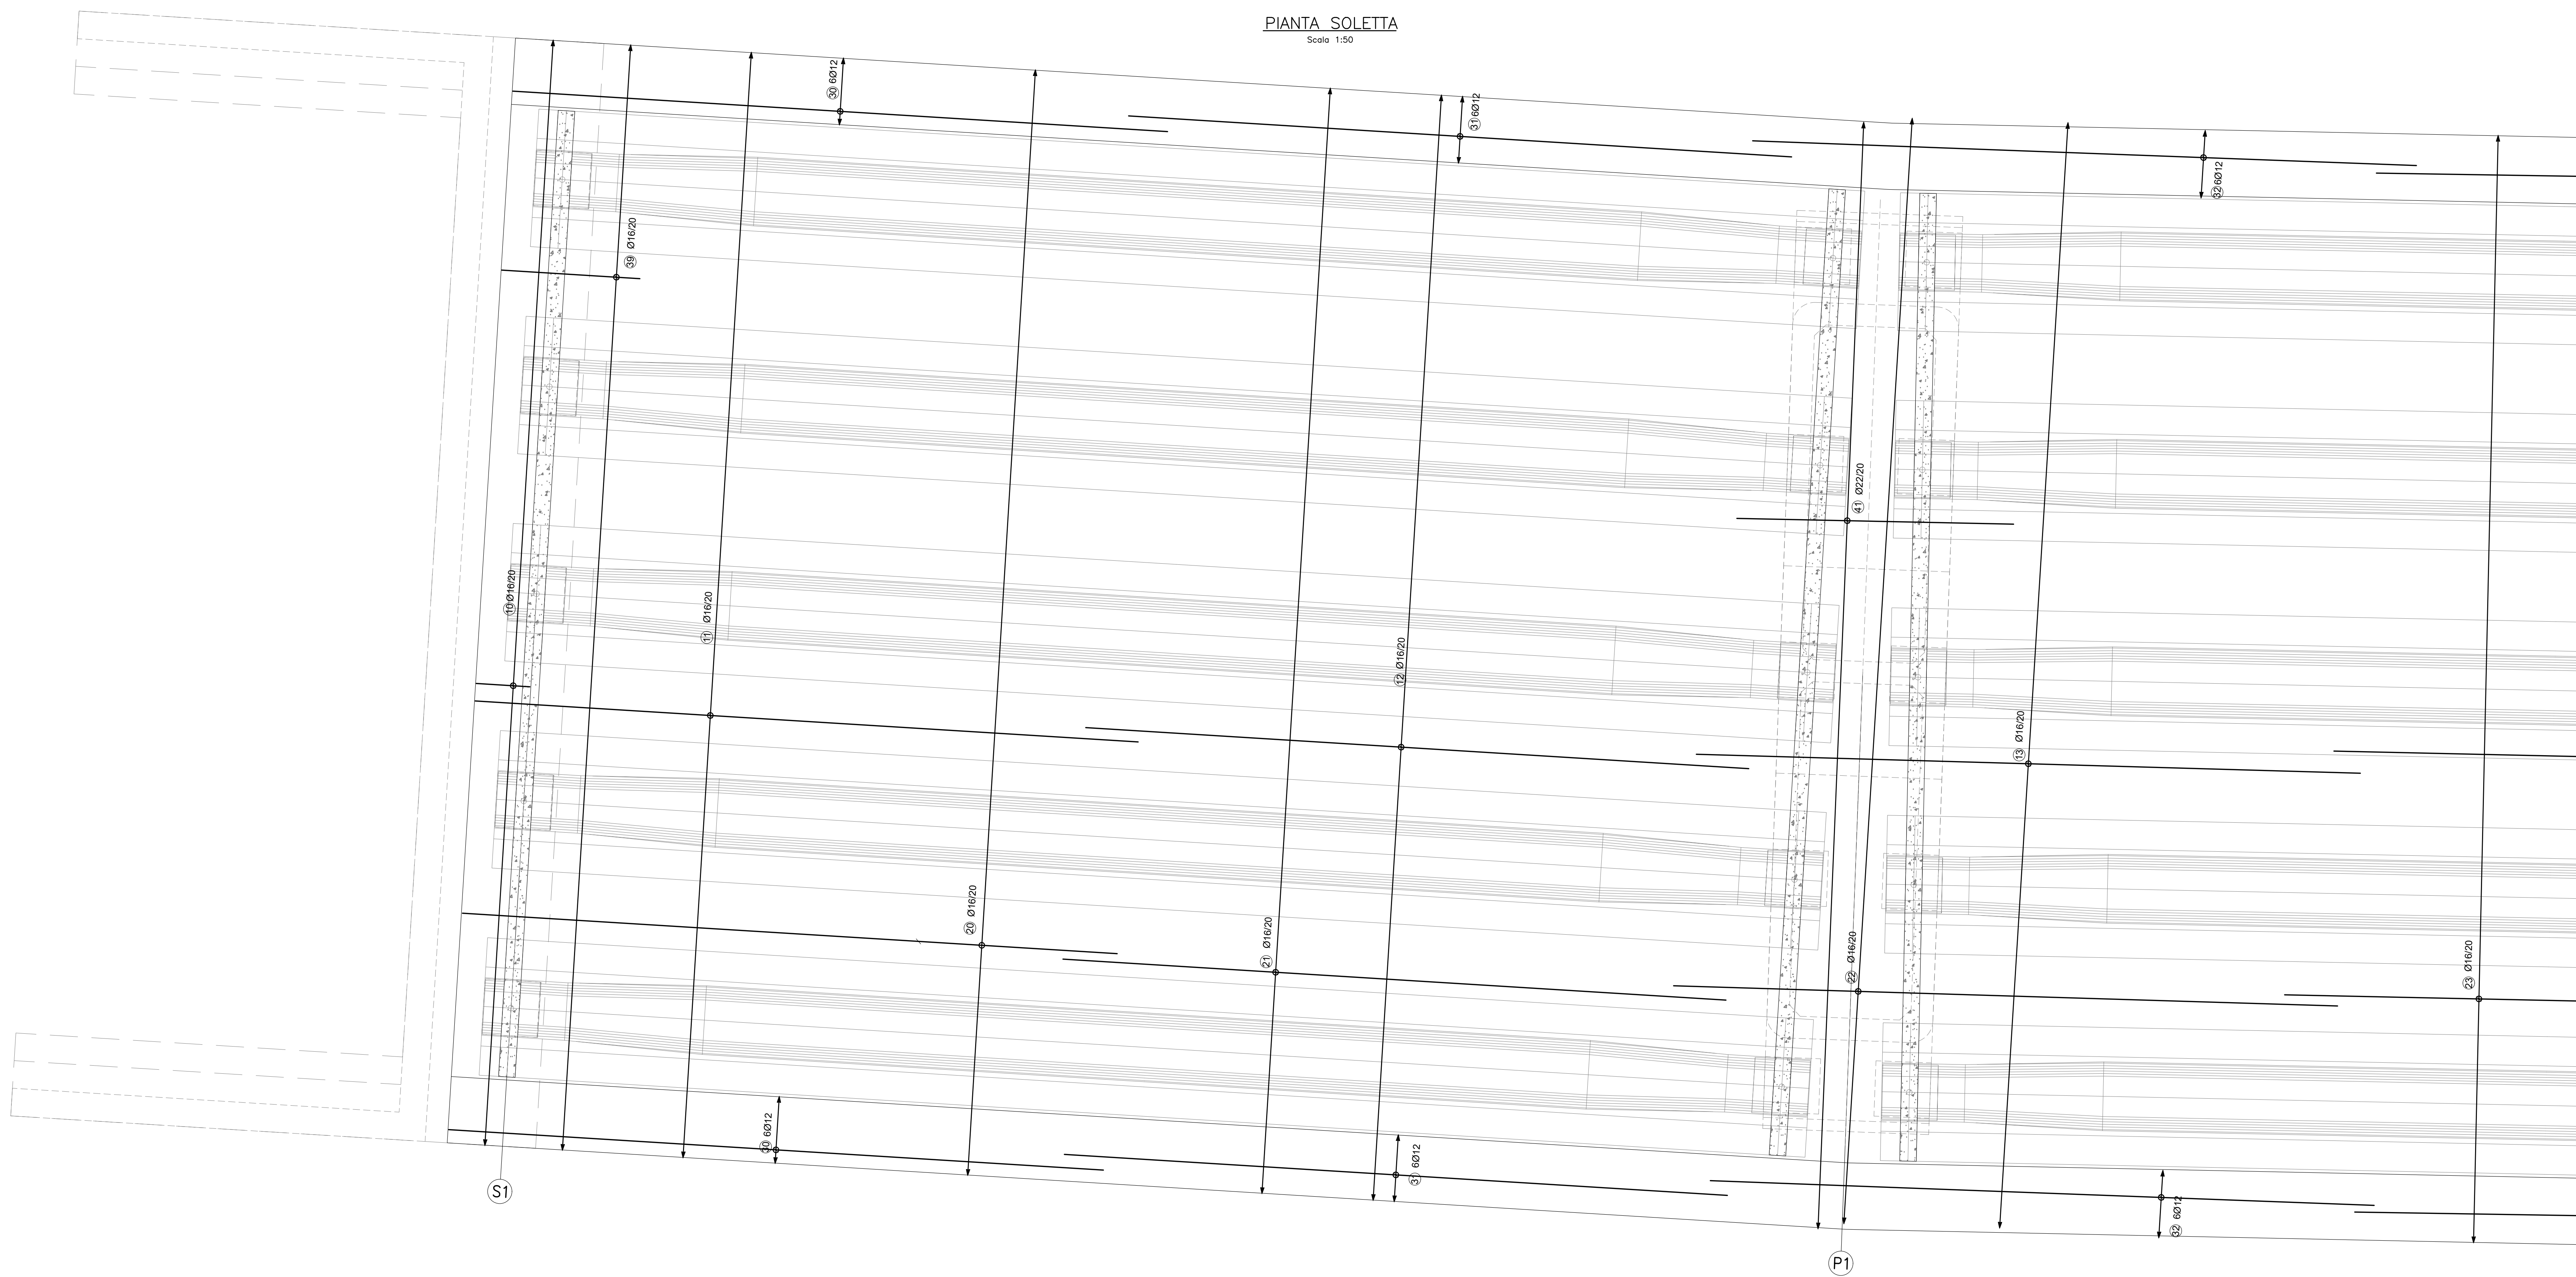 PIANTA SOLETTA
Scala 1:50
30 6Ø12
31 6Ø12
32 6Ø12
39 Ø16/20
41 Ø22/20
10 Ø16/20
11 Ø16/20
12 Ø16/20
13 Ø16/20
20 Ø16/20
21 Ø16/20
22 Ø16/20
23 Ø16/20
30 6Ø12
31 6Ø12
32 6Ø12
S1
P1